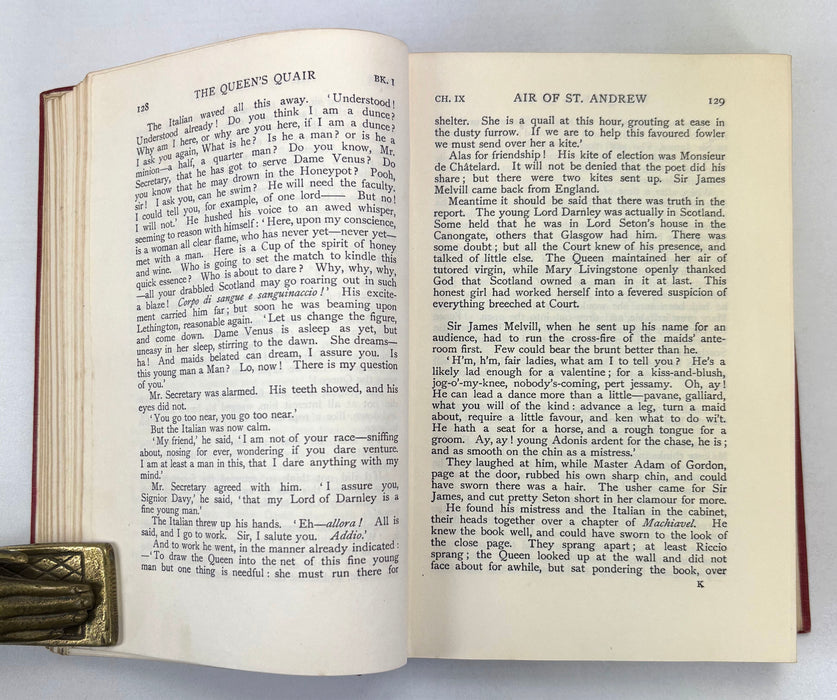 128 THE QUEEN'S QUAIR BK. I
The Italian waved all this away. 'Understood!
Understood already! Do you think I am a dunce?
Why am I here, or why are you here, if I am a dunce?
I ask you again, What is he? Is he a man? or is he a
minion—a half, a quarter man? Do you know, Mr.
Secretary, that he has got to serve Dame Venus? Do
you know that he may drown in the Honeypot? Pooh,
sir! I ask you, can he swim? He will need the faculty.
I could tell you, for example, of one lord—— But no!
I will not.' He hushed his voice to an awed whisper,
seeming to reason with himself: 'Here, upon my conscience,
is a woman all clear flame, who has never yet—never yet—
met with a man. Here is a Cup of the spirit of honey
and wine. Who is going to set the match to kindle this
quick essence? Who is about to dare? Why, why, why,
—all your drabbled Scotland may go roaring out in such
a blaze! Corpo di sangue e sanguinaccio!' His excite-
ment carried him far; but soon he was beaming upon
Lethington, reasonable again. 'Let us change the figure,
and come down. Dame Venus is asleep as yet, but
uneasy in her sleep, stirring to the dawn. She dreams—
ha! And maids belated can dream, I assure you. Is
this young man a Man? Lo, now! There is my question
of you.'
Mr. Secretary was alarmed. His teeth showed, and his
eyes did not.
'You go too near, you go too near.'
But the Italian was now calm.
'My friend,' he said, 'I am not of your race—sniffing
about, nosing for ever, wondering if you dare venture.
I am at least a man in this, that I dare anything with my
mind.'
Mr. Secretary agreed with him. 'I assure you,
Signior Davy,' he said, 'that my Lord of Darnley is a
fine young man.'
The Italian threw up his hands. 'Eh—allora! All is
said, and I go to work. Sir, I salute you. Addio.'
And to work he went, in the manner already indicated:
—'To draw the Queen into the net of this fine young
man but one thing is needful: she must run there for
CH. IX AIR OF ST. ANDREW 129
shelter. She is a quail at this hour, grouting at ease in
the dusty furrow. If we are to help this favoured fowler
we must send over her a kite.'
Alas for friendship! His kite of election was Monsieur
de Châtelard. It will not be denied that the poet did his
share; but there were two kites sent up. Sir James
Melvill came back from England.
Meantime it should be said that there was truth in the
report. The young Lord Darnley was actually in Scotland.
Some held that he was in Lord Seton's house in the
Canongate, others that Glasgow had him. There was
some doubt; but all the Court knew of his presence, and
talked of little else. The Queen maintained her air of
tutored virgin, while Mary Livingstone openly thanked
God that Scotland owned a man in it at last. This
honest girl had worked herself into a fevered suspicion of
everything breeched at Court.
Sir James Melvill, when he sent up his name for an
audience, had to run the cross-fire of the maids' ante-
room first. Few could bear the brunt better than he.
'H'm, h'm, fair ladies, what am I to tell you? He's a
likely lad enough for a valentine; for a kiss-and-blush,
jog-o'-my-knee, nobody's-coming, pert jessamy. Oh, ay!
He can lead a dance more than a little—pavane, galliard,
what you will of the kind: advance a leg, turn a maid
about, require a little favour, and ken what to do wi't.
He hath a seat for a horse, and a rough tongue for a
groom. Ay, ay! young Adonis ardent for the chase, he is;
and as smooth on the chin as a mistress.'
They laughed at him, while Master Adam of Gordon,
page at the door, rubbed his own sharp chin, and could
have sworn there was a hair. The usher came for Sir
James, and cut pretty Seton short in her clamour for more.
He found his mistress and the Italian in the cabinet,
their heads together over a chapter of Machiavel. He
knew the book well, and could have sworn to the look of
the close page. They sprang apart; at least Riccio
sprang; the Queen looked up at the wall and did not
face about for awhile, but sat pondering the book, over
K